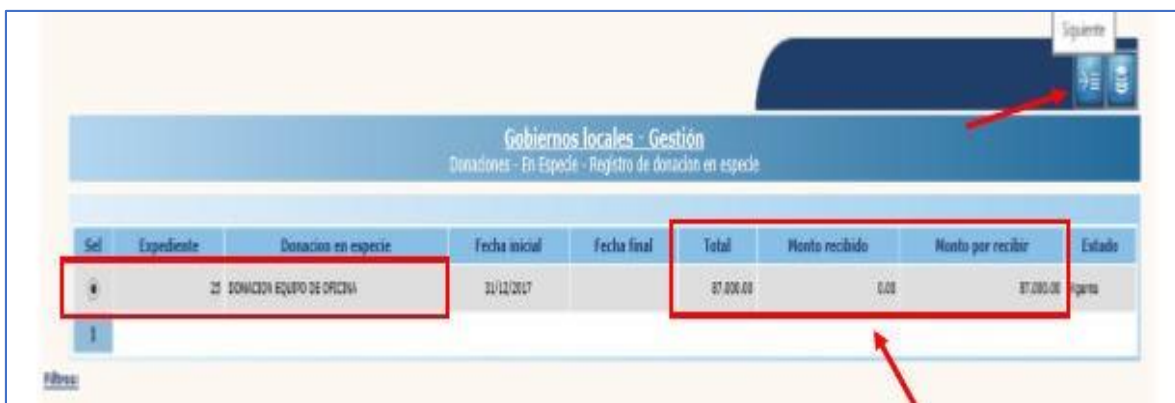 Siguiente
Gobiernos locales - Gestión
Donaciones - En Especie - Registro de donacion en especie
Sel Expediente Donacion en especie Fecha inicial Fecha final Total Monto recibido Monto por recibir Estado
25 DONACION EQUIPO DE OFICINA 31/12/2017 87.000.00 0.00 87.000.00 Vigente
1
Filtros: